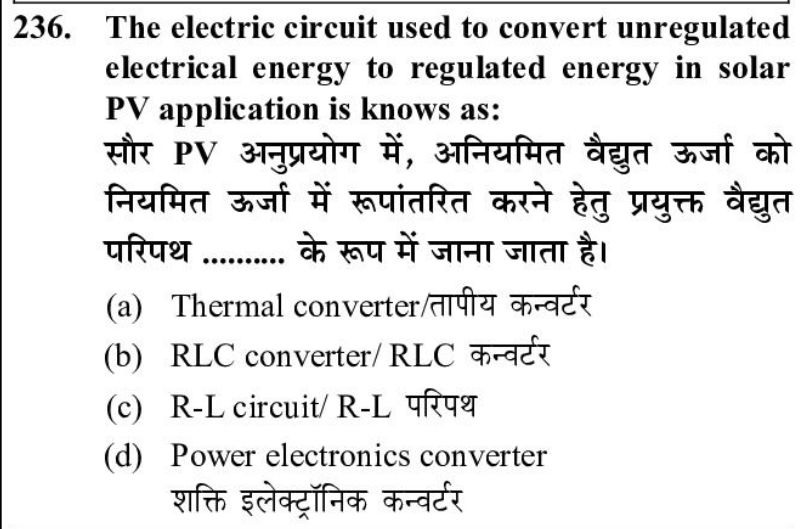 236. The electric circuit used to convert unregulated
electrical energy to regulated energy in solar
PV application is knows as:
सौर PV अनुप्रयोग में, अनियमित वैद्युत ऊर्जा को
नियमित ऊर्जा में रूपांतरित करने हेतु प्रयुक्त वैद्युत
परिपथ .......... के रूप में जाना जाता है।
(a) Thermal converter/तापीय कन्वर्टर
(b) RLC converter/ RLC कन्वर्टर
(c) R-L circuit/ R-L परिपथ
(d) Power electronics converter
शक्ति इलेक्ट्रॉनिक कन्वर्टर